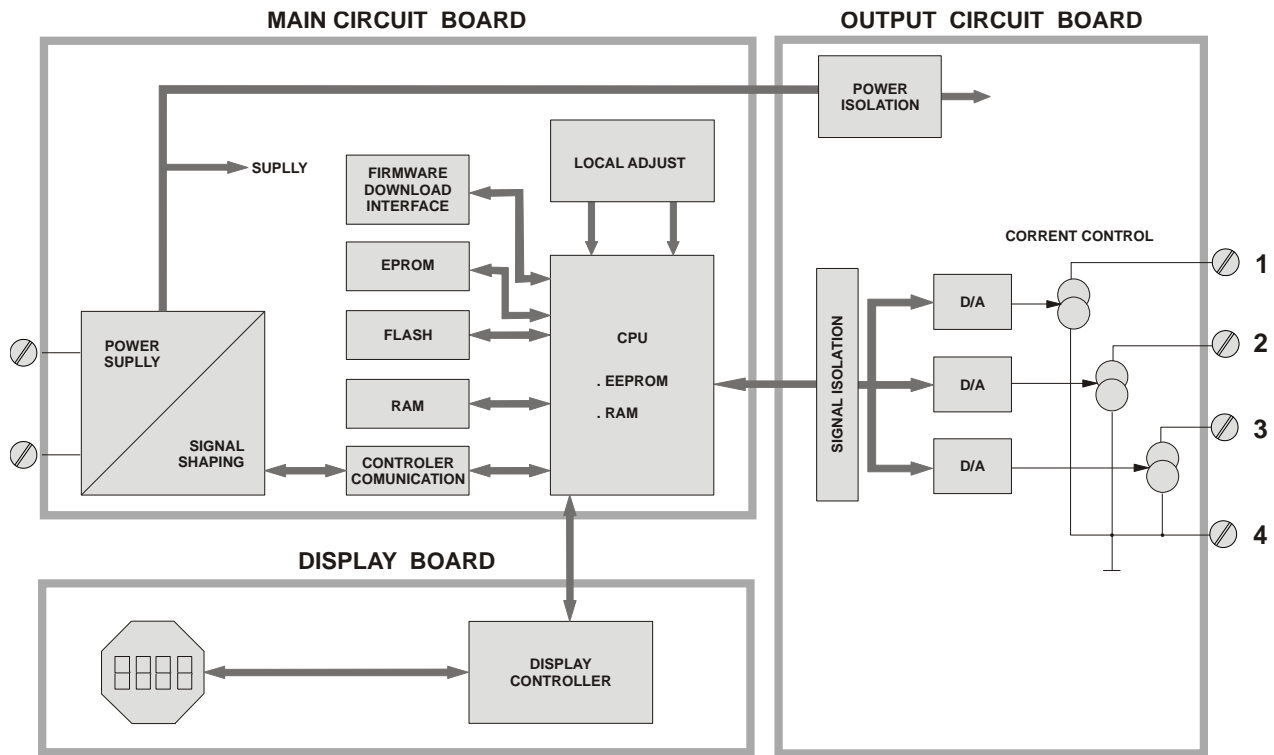 MAIN CIRCUIT BOARD
OUTPUT CIRCUIT BOARD
POWER
ISOLATION
SUPLLY
FIRMWARE
DOWNLOAD
INTERFACE
LOCAL ADJUST
EPROM
FLASH
RAM
CONTROLER
COMUNICATION
CPU
. EEPROM
. RAM
POWER
SUPLLY
SIGNAL
SHAPING
SIGNAL ISOLATION
CORRENT CONTROL
D/A
D/A
D/A
1
2
3
4
DISPLAY BOARD
DISPLAY
CONTROLLER